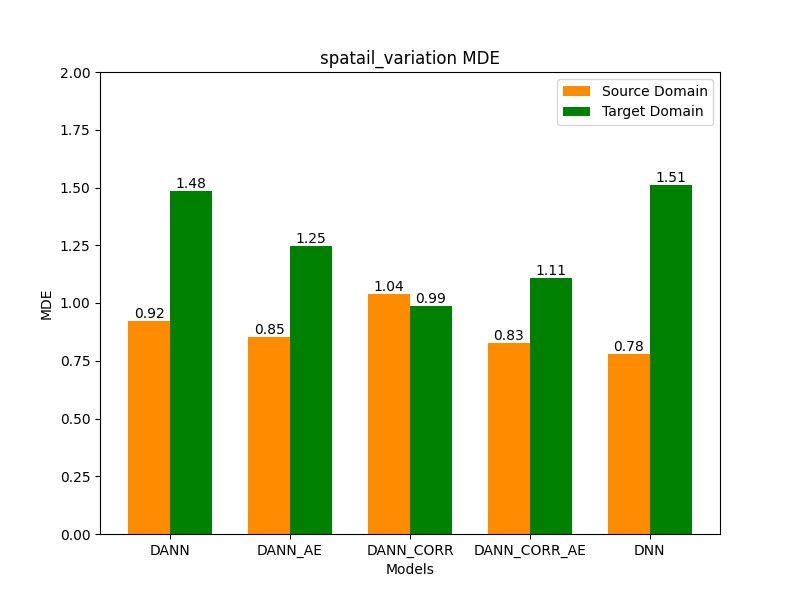 spatail_variation MDE
Source Domain
Target Domain
MDE
2.00
1.75
1.50
1.25
1.00
0.75
0.50
0.25
0.00
0.92
1.48
0.85
1.25
1.04
0.99
0.83
1.11
0.78
1.51
DANN
DANN_AE
DANN_CORR
DANN_CORR_AE
DNN
Models